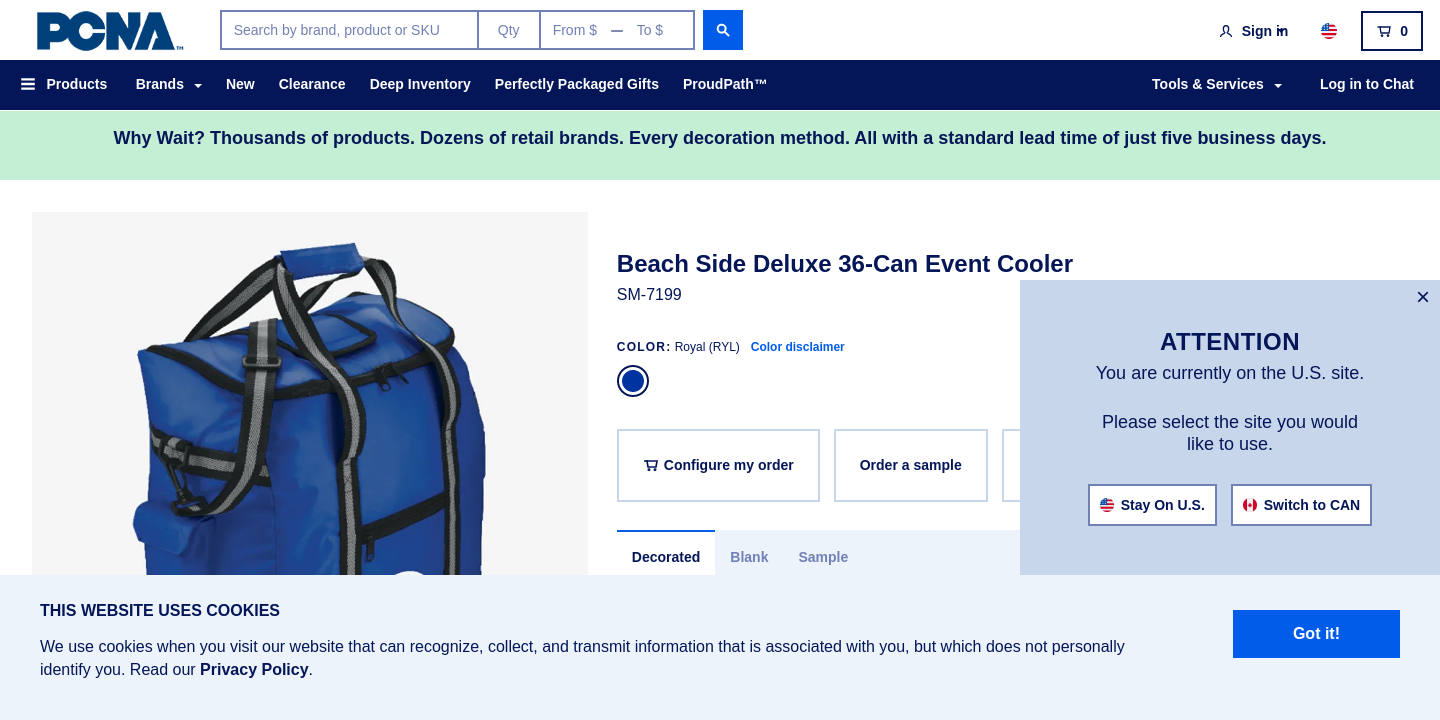 PCNA™
Search by brand, product or SKU
Qty
From $ — To $
Sign in
0
Products
Brands
New
Clearance
Deep Inventory
Perfectly Packaged Gifts
ProudPath™
Tools & Services
Log in to Chat
Why Wait? Thousands of products. Dozens of retail brands. Every decoration method. All with a standard lead time of just five business days.
Beach Side Deluxe 36-Can Event Cooler
SM-7199
COLOR: Royal (RYL) Color disclaimer
Configure my order
Order a sample
Decorated
Blank
Sample
×
ATTENTION
You are currently on the U.S. site.
Please select the site you would
like to use.
Stay On U.S.
Switch to CAN
THIS WEBSITE USES COOKIES
We use cookies when you visit our website that can recognize, collect, and transmit information that is associated with you, but which does not personally
identify you. Read our Privacy Policy.
Got it!